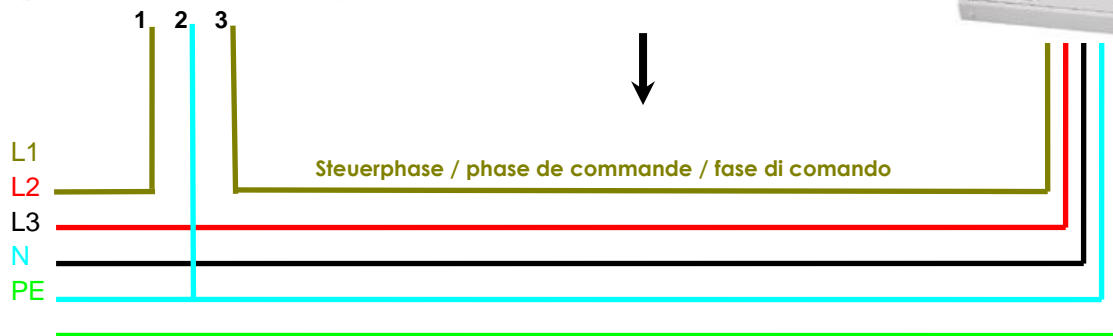 1 2 3
L1
Steuerphase / phase de commande / fase di comando
L2
L3
N
PE